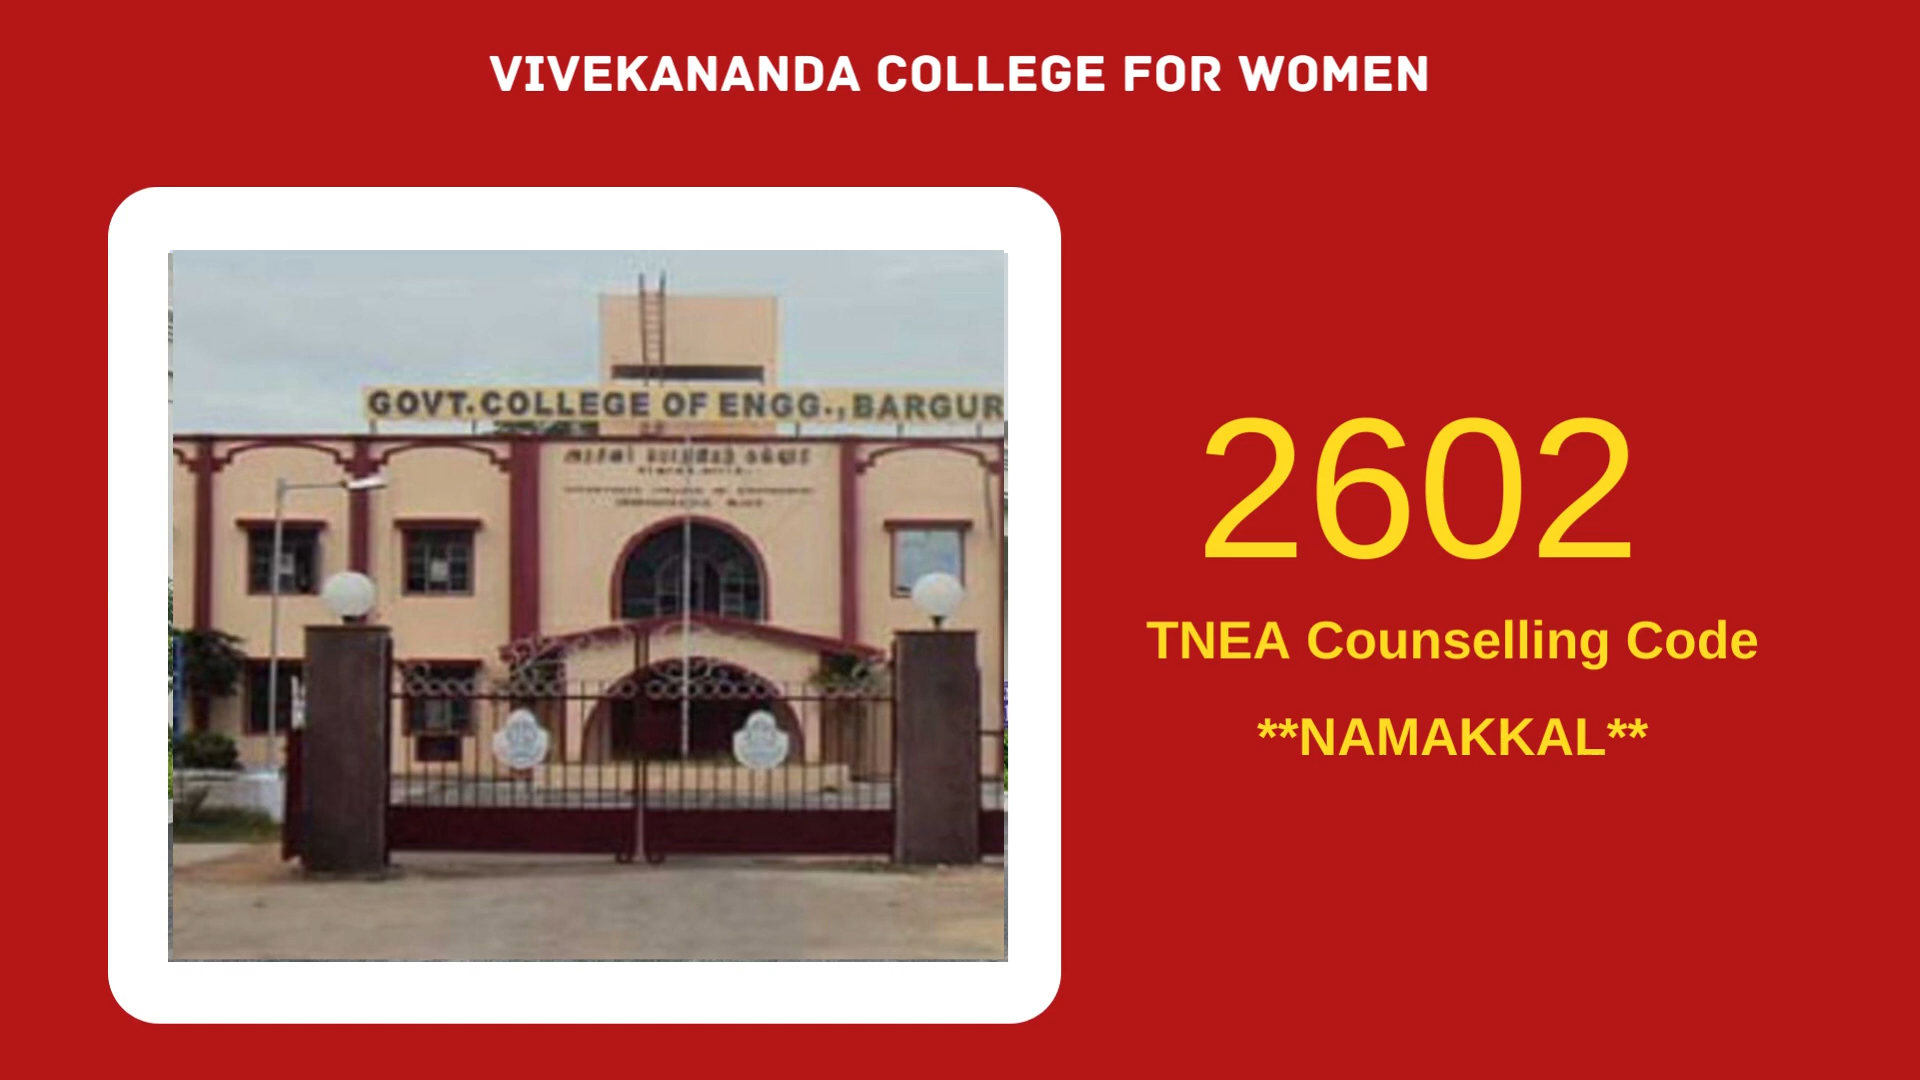 VIVEKANANDA COLLEGE FOR WOMEN
GOVT.COLLEGE OF ENGG., BARGUR
2602
TNEA Counselling Code
**NAMAKKAL**